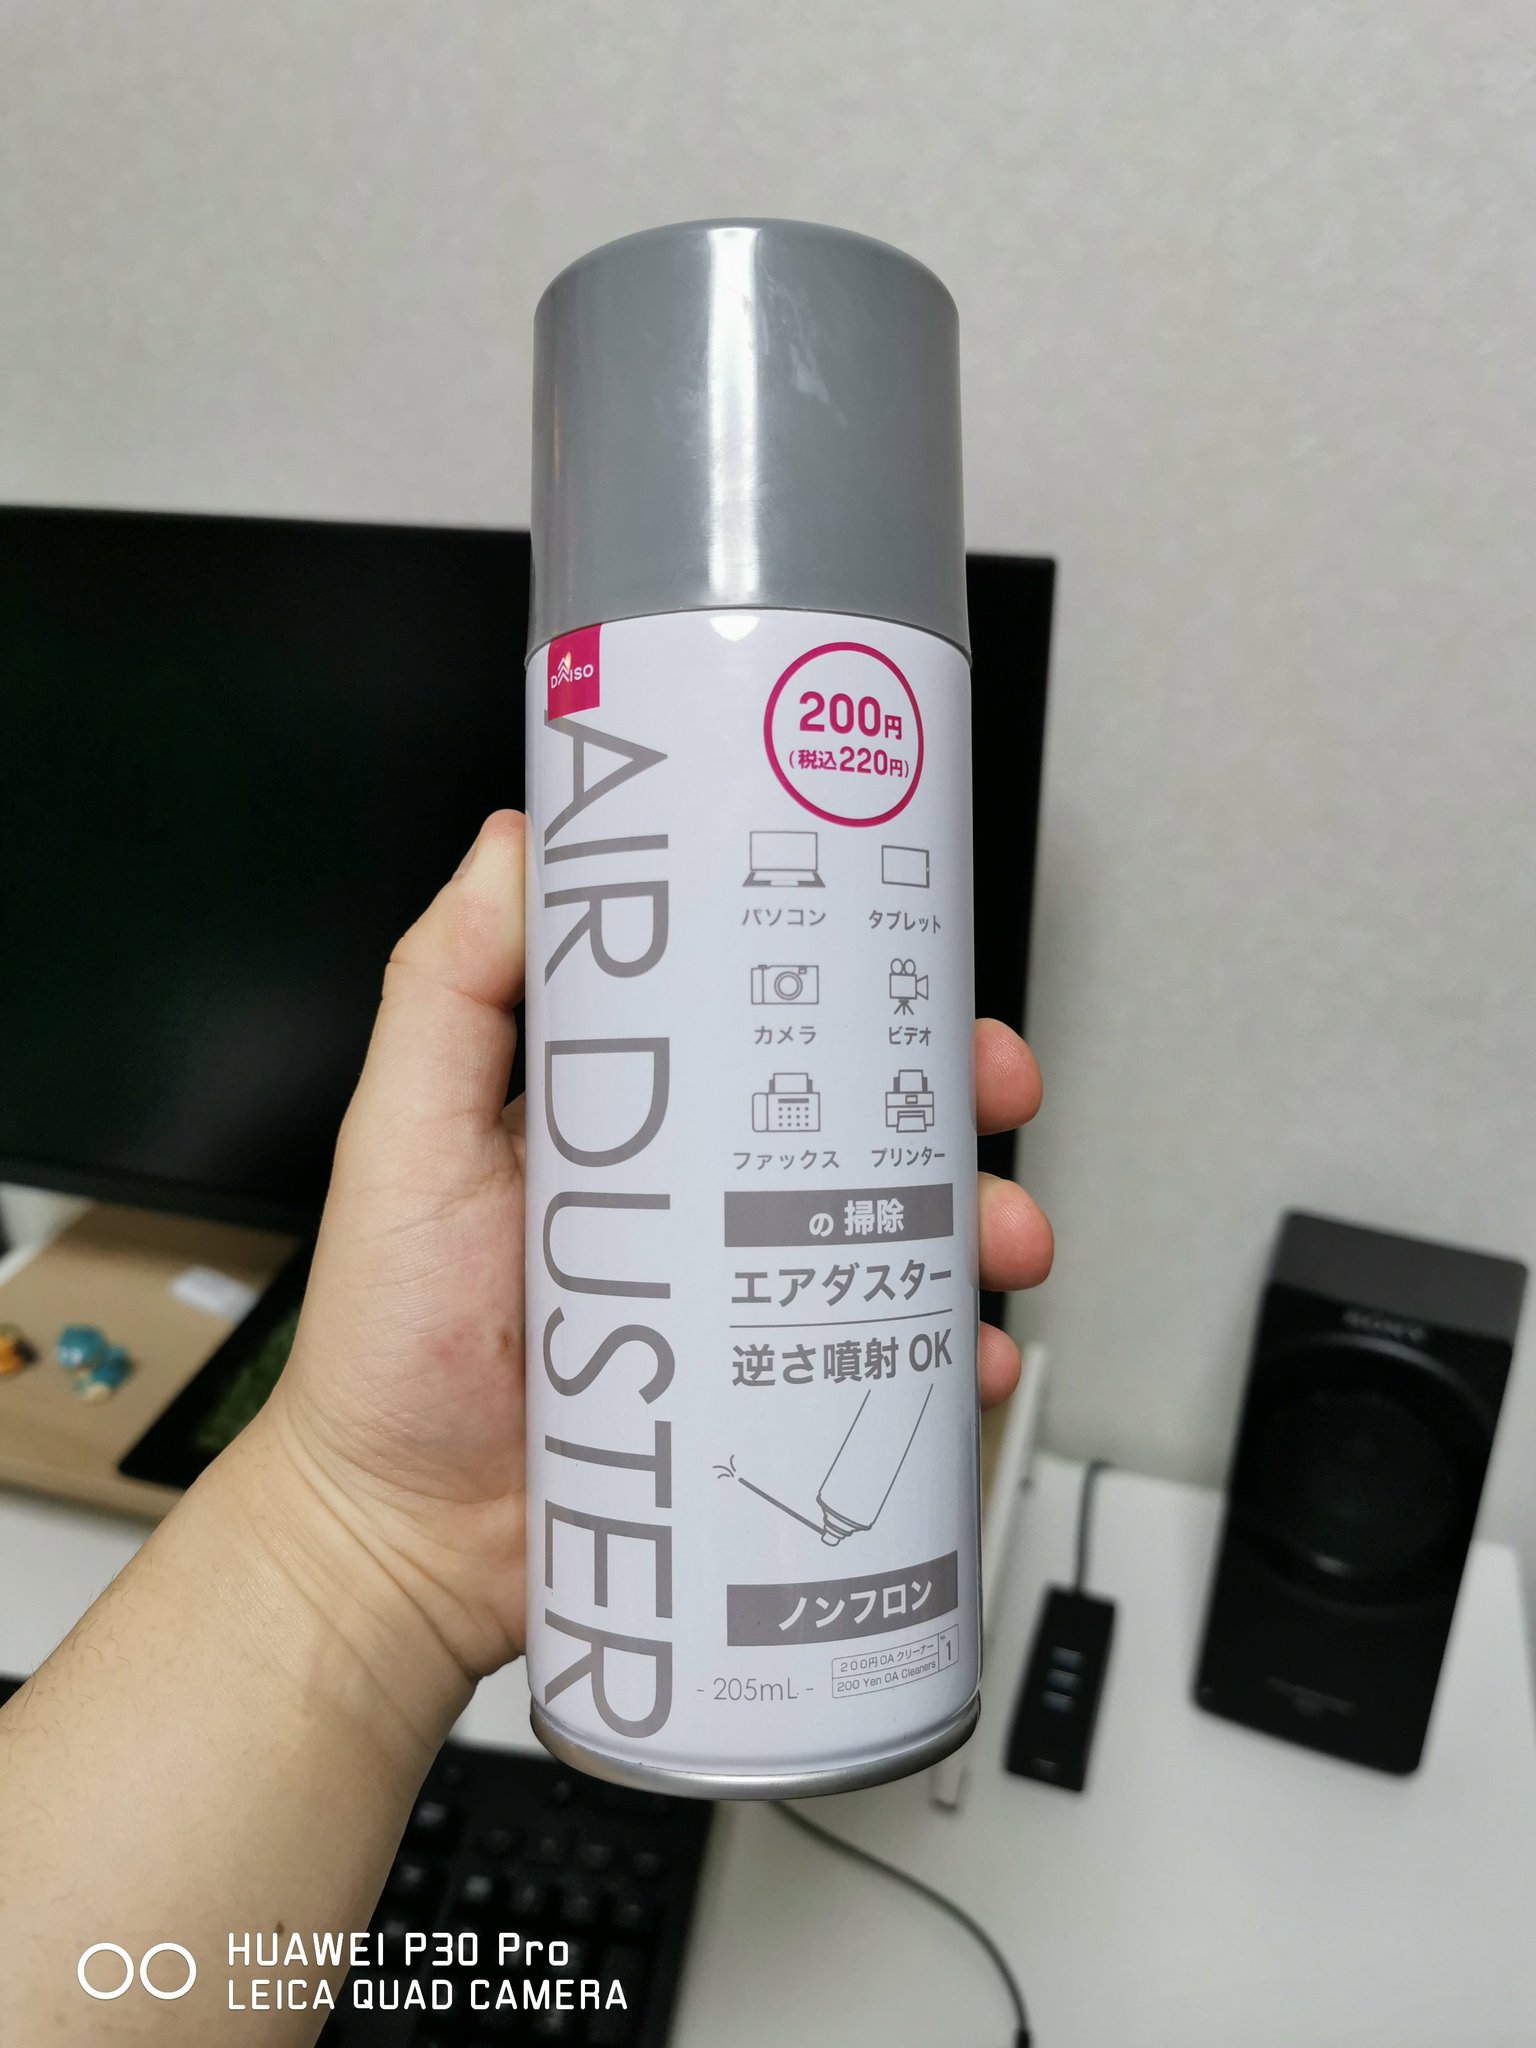 DAISO
AIR DUSTER
200円
(税込220円)
パソコン
タブレット
カメラ
ビデオ
ファックス
プリンター
の 掃除
エアダスター
逆さ噴射 OK
ノンフロン
- 205mL -
200円OAクリーナー
200 Yen OA Cleaners
No.
1
SONY
HUAWEI P30 Pro
LEICA QUAD CAMERA